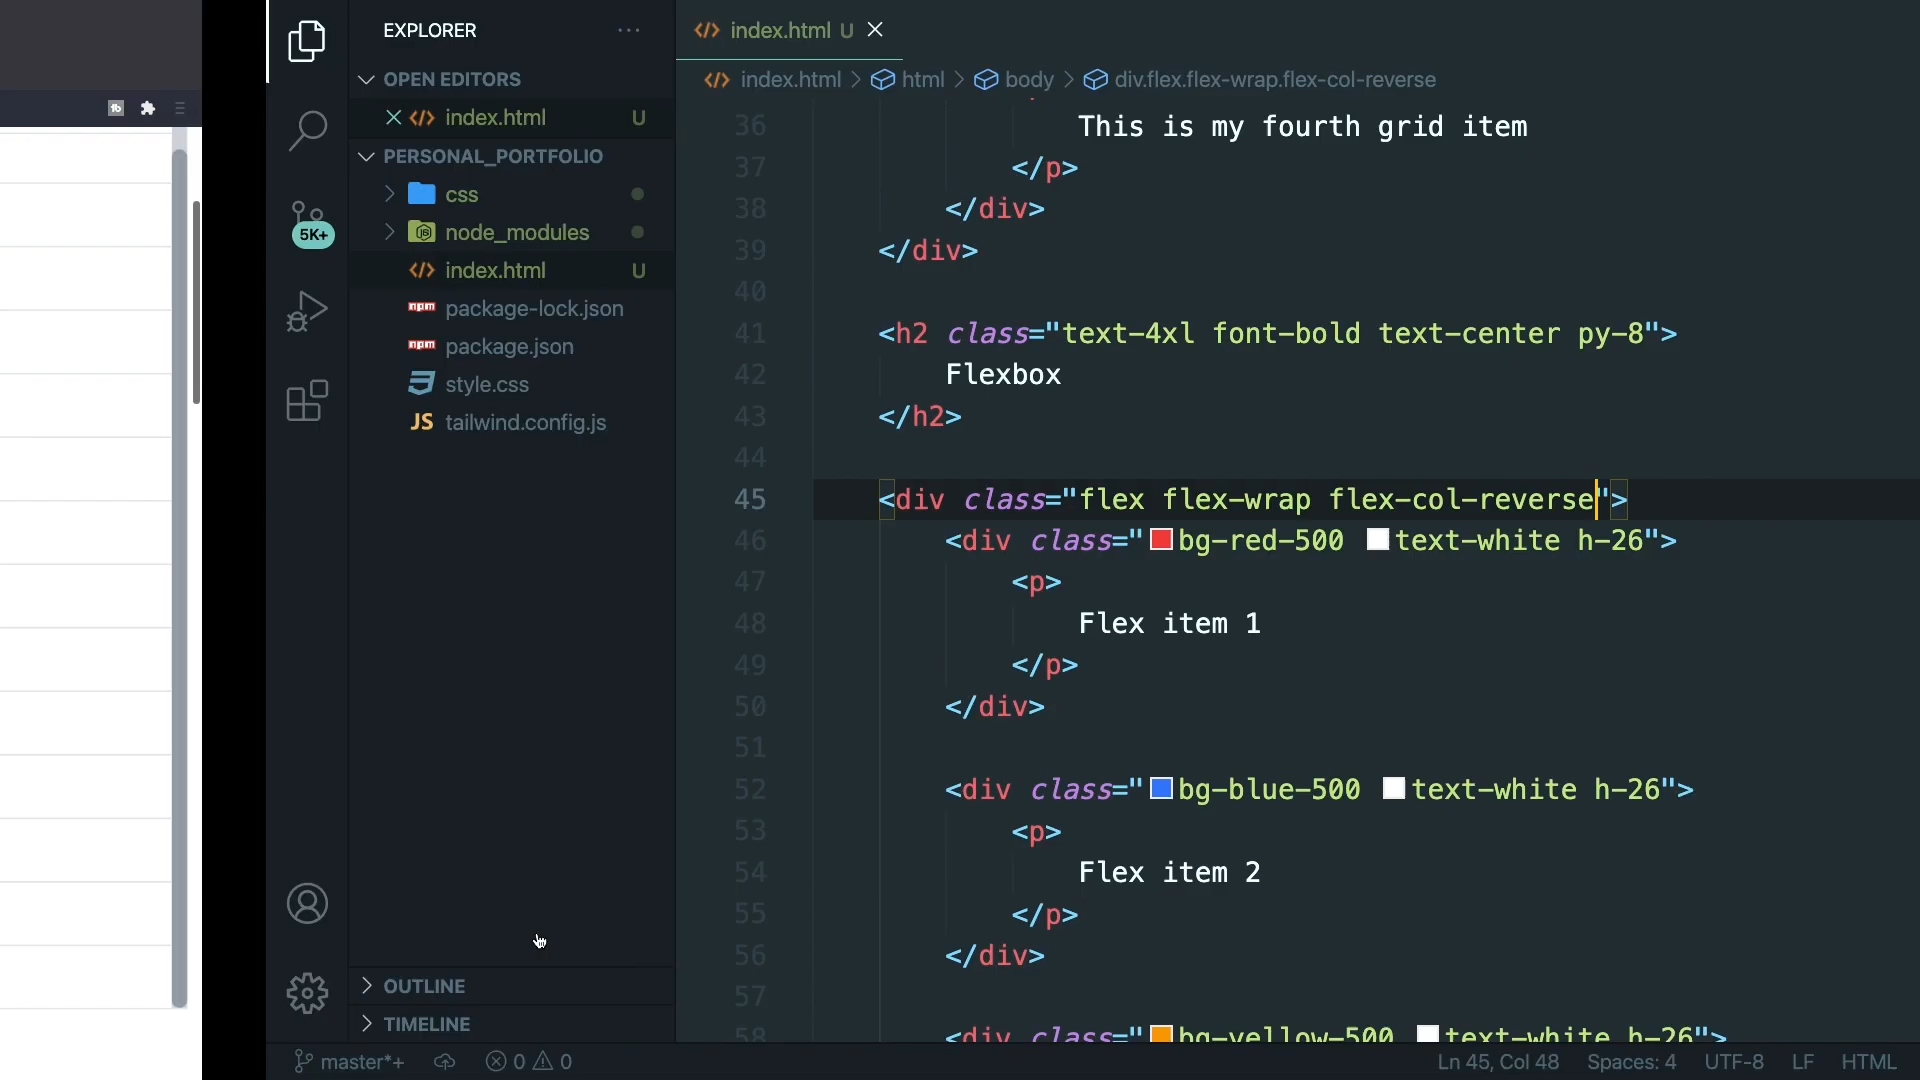 EXPLORER
OPEN EDITORS
index.html U
PERSONAL_PORTFOLIO
css
node_modules
index.html U
package-lock.json
package.json
style.css
JS tailwind.config.js
OUTLINE
TIMELINE
5K+
npm
npm
index.html U
index.html > html > body > div.flex.flex-wrap.flex-col-reverse
36 This is my fourth grid item
37 </p>
38 </div>
39 </div>
40
41 <h2 class="text-4xl font-bold text-center py-8">
42 Flexbox
43 </h2>
44
45 <div class="flex flex-wrap flex-col-reverse">
46 <div class="bg-red-500 text-white h-26">
47 <p>
48 Flex item 1
49 </p>
50 </div>
51
52 <div class="bg-blue-500 text-white h-26">
53 <p>
54 Flex item 2
55 </p>
56 </div>
57
58 <div class="bg-yellow-500 text-white h-26">
master*+ 0 0 Ln 45, Col 48 Spaces: 4 UTF-8 LF HTML